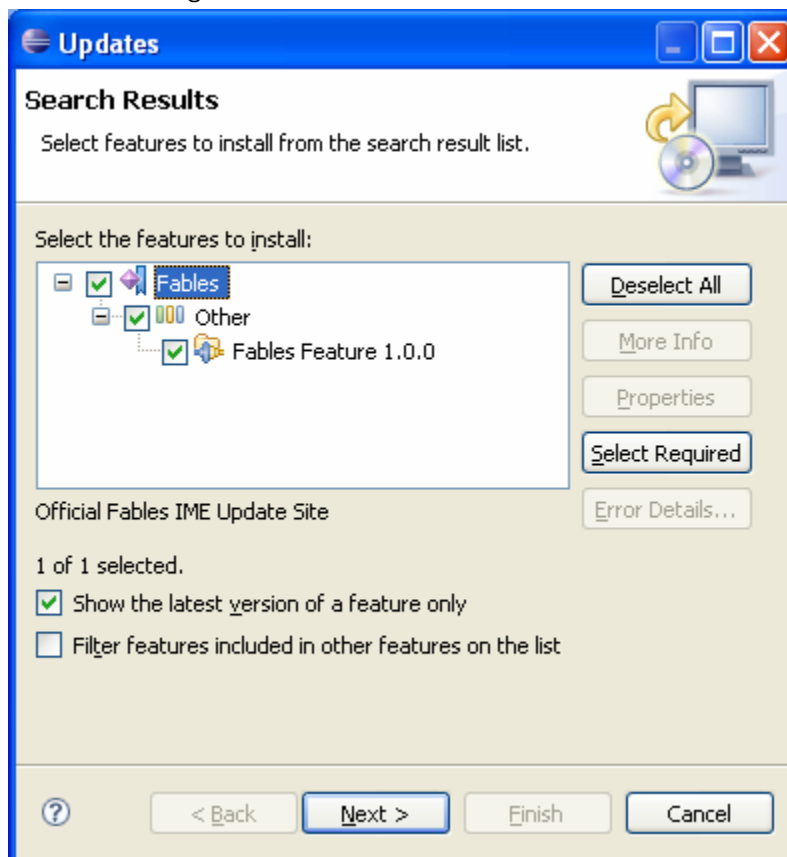 Updates
Search Results
Select features to install from the search result list.
Select the features to install:
Fables
Other
Fables Feature 1.0.0
Deselect All
More Info
Properties
Select Required
Error Details...
Official Fables IME Update Site
1 of 1 selected.
Show the latest version of a feature only
Filter features included in other features on the list
< Back Next > Finish Cancel